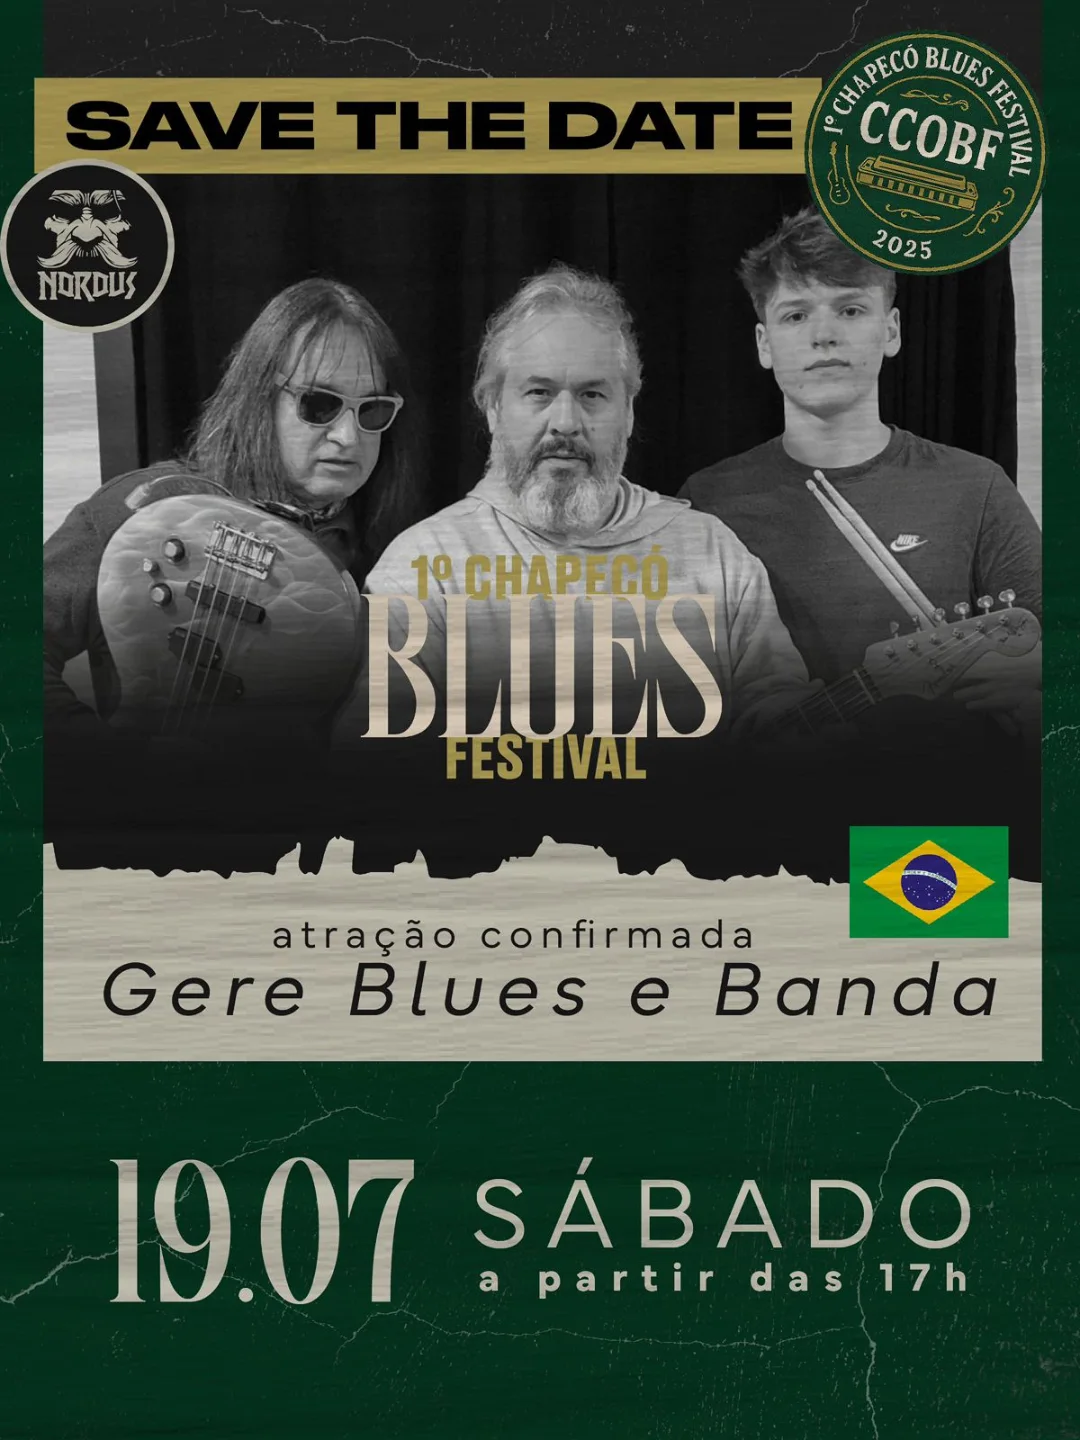 SAVE THE DATE
1º CHAPECÓ BLUES FESTIVAL
CCOBF
2025
NORDUS
NIKE
1º CHAPECÓ
BLUES
FESTIVAL
atração confirmada
Gere Blues e Banda
19.07
SÁBADO
a partir das 17h